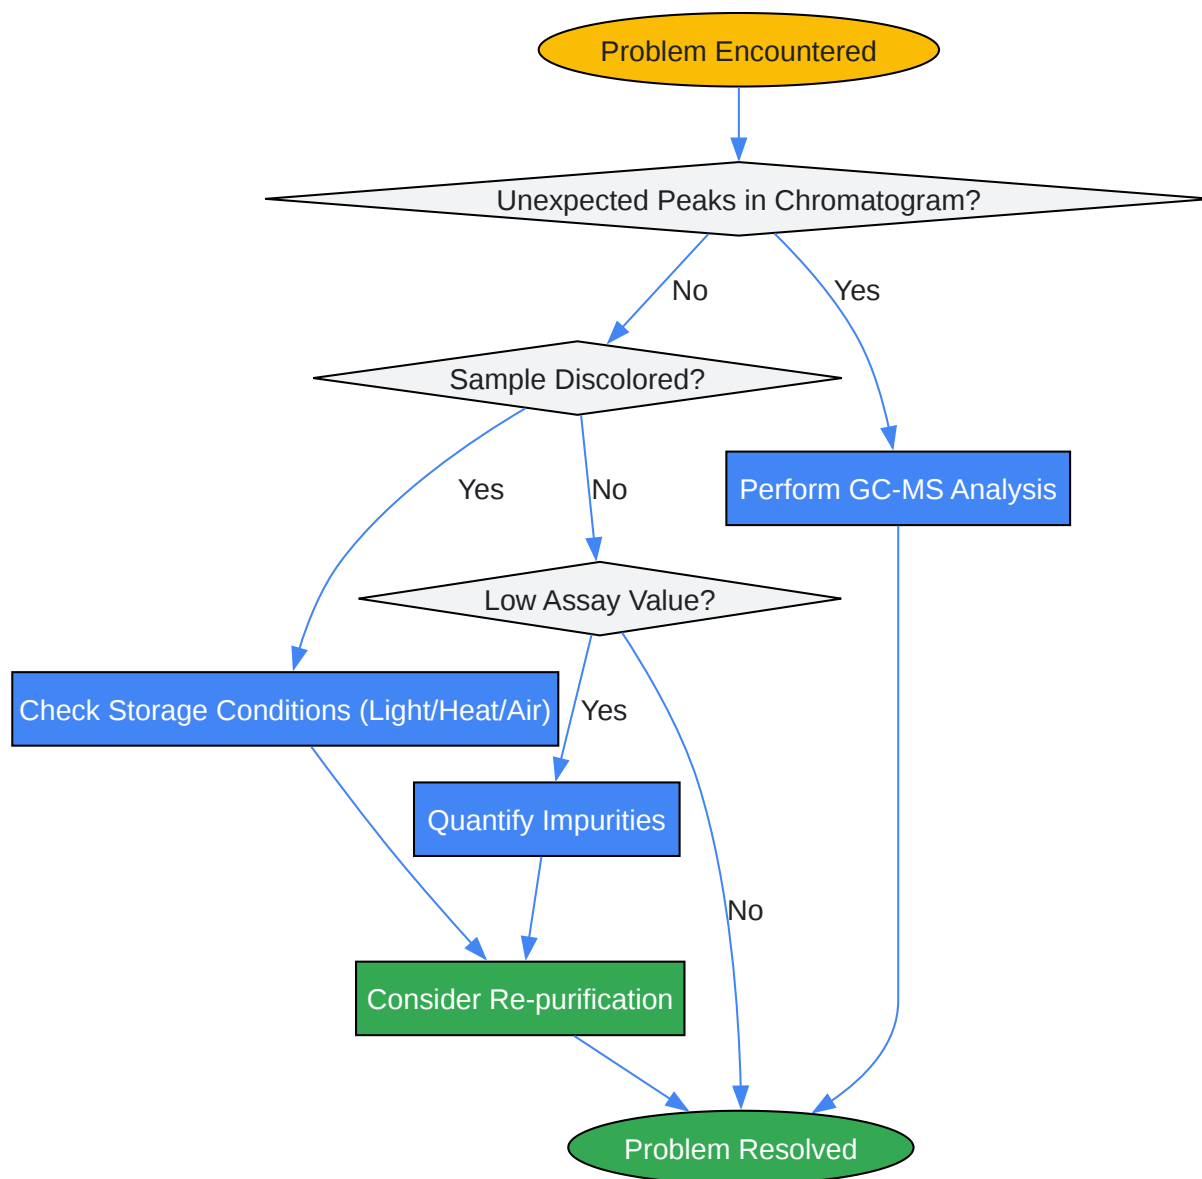 Problem Encountered
Unexpected Peaks in Chromatogram?
No
Yes
Sample Discolored?
Yes
No
Perform GC-MS Analysis
Low Assay Value?
Check Storage Conditions (Light/Heat/Air)
Yes
Quantify Impurities
No
Consider Re-purification
Problem Resolved